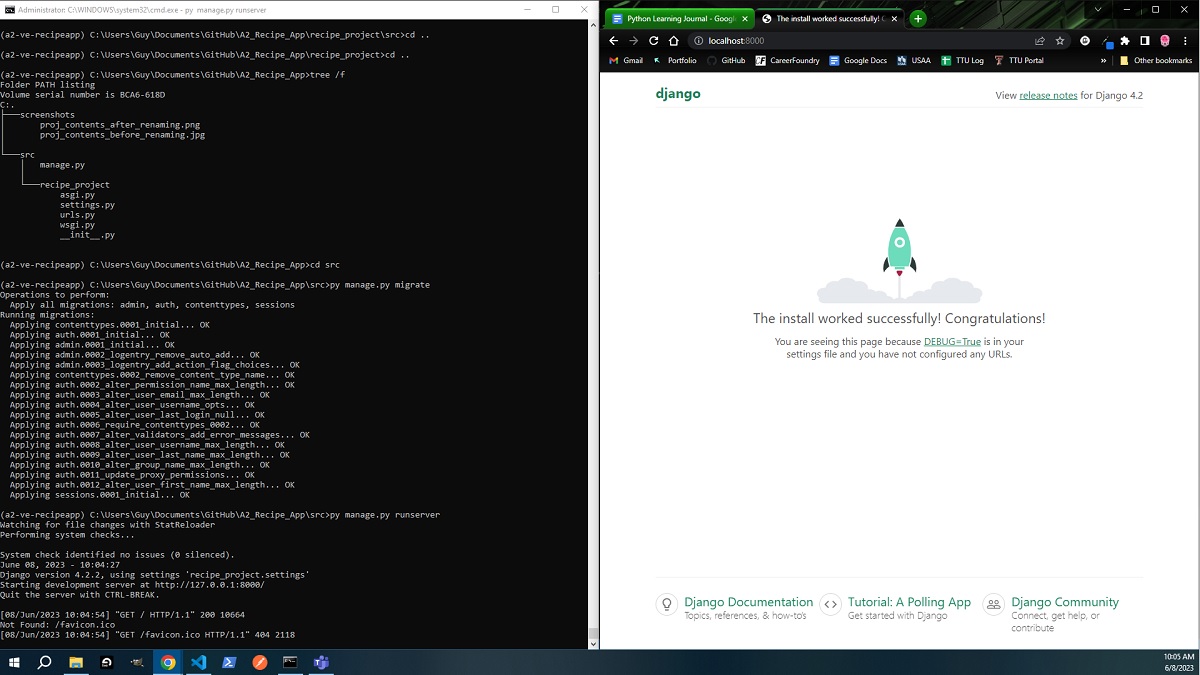 Administrator: C:\WINDOWS\system32\cmd.exe - py manage.py runserver
(a2-ve-recipeapp) C:\Users\Guy\Documents\GitHub\A2_Recipe_App\recipe_project\src>cd ..
(a2-ve-recipeapp) C:\Users\Guy\Documents\GitHub\A2_Recipe_App\recipe_project>cd ..
(a2-ve-recipeapp) C:\Users\Guy\Documents\GitHub\A2_Recipe_App>tree /f
Folder PATH listing
Volume serial number is BCA6-618D
C:.
├───screenshots
│       proj_contents_after_renaming.png
│       proj_contents_before_renaming.jpg
│
└───src
    │   manage.py
    │
    └───recipe_project
            asgi.py
            settings.py
            urls.py
            wsgi.py
            __init__.py
(a2-ve-recipeapp) C:\Users\Guy\Documents\GitHub\A2_Recipe_App>cd src
(a2-ve-recipeapp) C:\Users\Guy\Documents\GitHub\A2_Recipe_App\src>py manage.py migrate
Operations to perform:
  Apply all migrations: admin, auth, contenttypes, sessions
Running migrations:
  Applying contenttypes.0001_initial... OK
  Applying auth.0001_initial... OK
  Applying admin.0001_initial... OK
  Applying admin.0002_logentry_remove_auto_add... OK
  Applying admin.0003_logentry_add_action_flag_choices... OK
  Applying contenttypes.0002_remove_content_type_name... OK
  Applying auth.0002_alter_permission_name_max_length... OK
  Applying auth.0003_alter_user_email_max_length... OK
  Applying auth.0004_alter_user_username_opts... OK
  Applying auth.0005_alter_user_last_login_null... OK
  Applying auth.0006_require_contenttypes_0002... OK
  Applying auth.0007_alter_validators_add_error_messages... OK
  Applying auth.0008_alter_user_username_max_length... OK
  Applying auth.0009_alter_user_last_name_max_length... OK
  Applying auth.0010_alter_group_name_max_length... OK
  Applying auth.0011_update_proxy_permissions... OK
  Applying auth.0012_alter_user_first_name_max_length... OK
  Applying sessions.0001_initial... OK
(a2-ve-recipeapp) C:\Users\Guy\Documents\GitHub\A2_Recipe_App\src>py manage.py runserver
Watching for file changes with StatReloader
Performing system checks...
System check identified no issues (0 silenced).
June 08, 2023 - 10:04:27
Django version 4.2.2, using settings 'recipe_project.settings'
Starting development server at http://127.0.0.1:8000/
Quit the server with CTRL-BREAK.
[08/Jun/2023 10:04:54] "GET / HTTP/1.1" 200 10664
Not Found: /favicon.ico
[08/Jun/2023 10:04:54] "GET /favicon.ico HTTP/1.1" 404 2118
Python Learning Journal - Googl
The install worked successfully! C
localhost:8000
Gmail Portfolio GitHub CareerFoundry Google Docs USAA TTU Log TTU Portal » Other bookmarks
django
View release notes for Django 4.2
The install worked successfully! Congratulations!
You are seeing this page because DEBUG=True is in your
settings file and you have not configured any URLs.
Django Documentation
Topics, references, & how-to's
Tutorial: A Polling App
Get started with Django
Django Community
Connect, get help, or
contribute
10:05 AM
6/8/2023